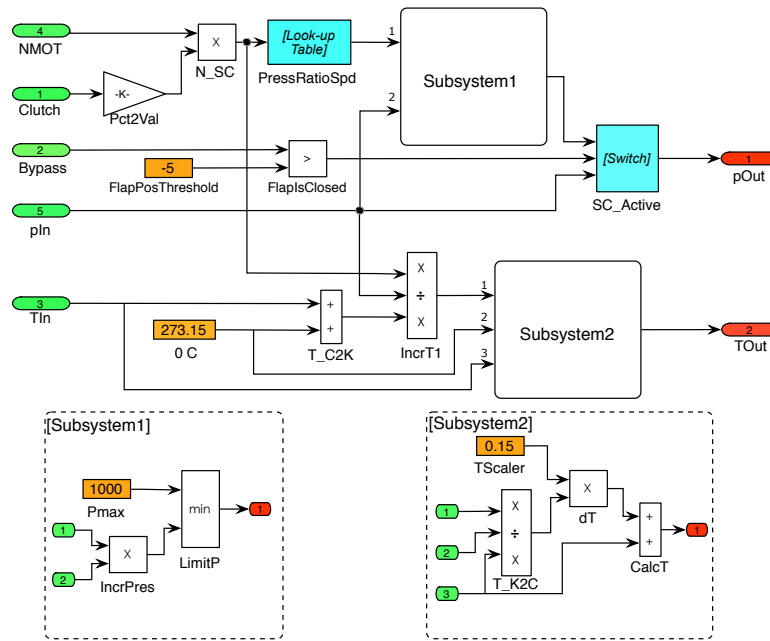 4
NMOT
1
Clutch
-K-
Pct2Val
X
N_SC
[Look-up
Table]
PressRatioSpd
1
2
Subsystem1
2
Bypass
-5
FlapPosThreshold
>
FlapIsClosed
[Switch]
SC_Active
1
pOut
5
pIn
3
TIn
273.15
0 C
+
+
T_C2K
X
÷
X
IncrT1
1
2
3
Subsystem2
2
TOut
[Subsystem1]
1000
Pmax
1
2
X
IncrPres
min
LimitP
1
[Subsystem2]
0.15
TScaler
1
2
3
X
÷
X
T_K2C
X
dT
+
+
CalcT
1